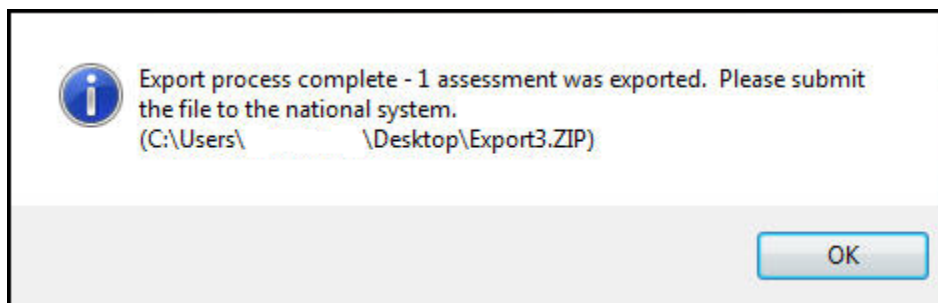 Export process complete - 1 assessment was exported.  Please submit
the file to the national system.
(C:\Users\                \Desktop\Export3.ZIP)
OK